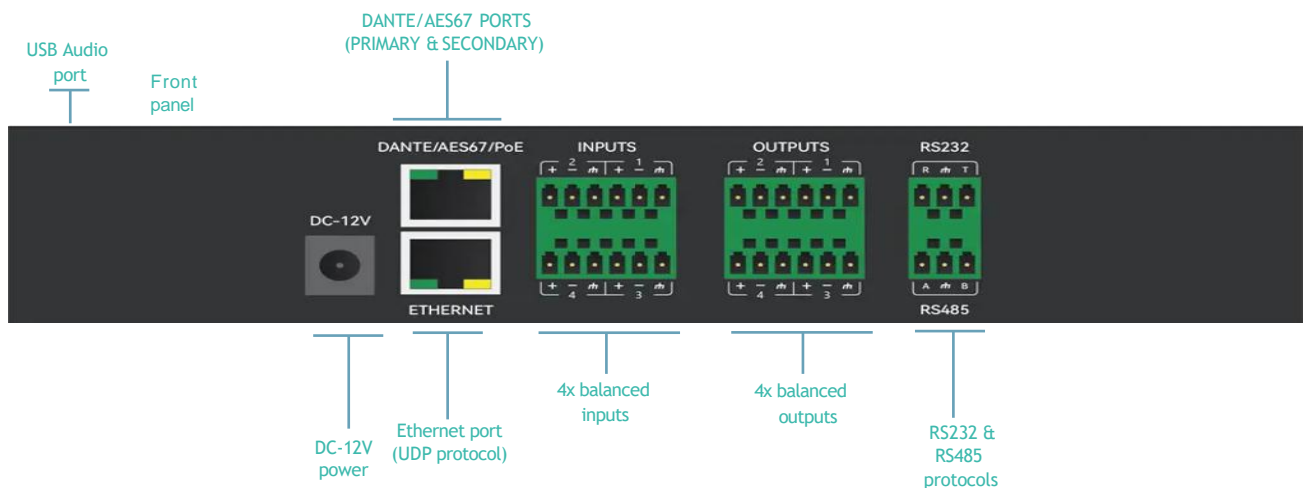 DANTE/AES67 PORTS
(PRIMARY & SECONDARY)
USB Audio
port
Front
panel
DANTE/AES67/PoE
INPUTS
OUTPUTS
RS232
+ 2 − + 1 −
+ 2 − + 1 −
R T
DC-12V
+ 4 − + 3 −
+ 4 − + 3 −
A B
ETHERNET
RS485
4x balanced
inputs
4x balanced
outputs
Ethernet port
(UDP protocol)
DC-12V
power
RS232 &
RS485
protocols